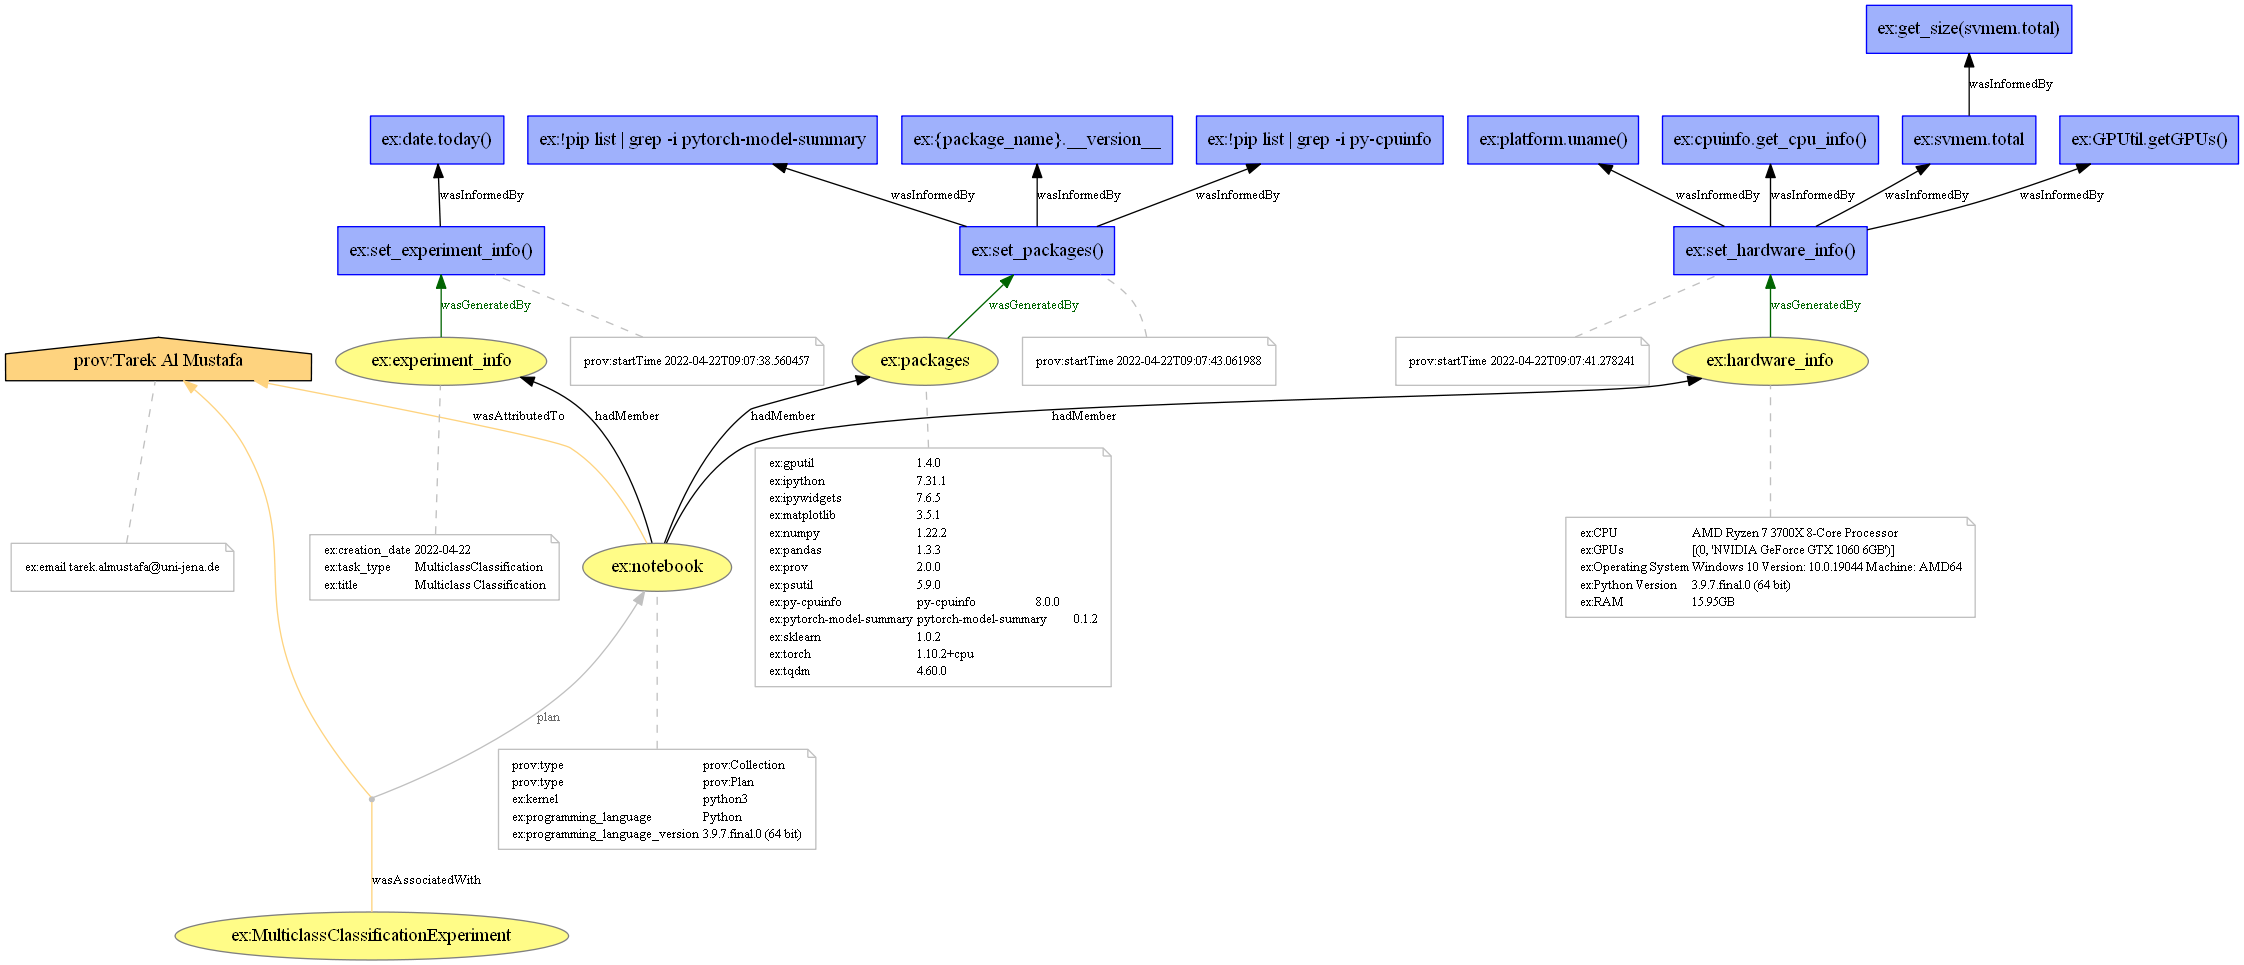 ex:get_size(svmem.total)
wasInformedBy
ex:date.today()
ex:!pip list | grep -i pytorch-model-summary
ex:{package_name}.__version__
ex:!pip list | grep -i py-cpuinfo
ex:platform.uname()
ex:cpuinfo.get_cpu_info()
ex:svmem.total
ex:GPUtil.getGPUs()
wasInformedBy
wasInformedBy
wasInformedBy
wasInformedBy
wasInformedBy
wasInformedBy
wasInformedBy
wasInformedBy
ex:set_experiment_info()
ex:set_packages()
ex:set_hardware_info()
wasGeneratedBy
wasGeneratedBy
wasGeneratedBy
prov:Tarek Al Mustafa
ex:experiment_info
prov:startTime 2022-04-22T09:07:38.560457
ex:packages
prov:startTime 2022-04-22T09:07:43.061988
prov:startTime 2022-04-22T09:07:41.278241
ex:hardware_info
wasAttributedTo
hadMember
hadMember
hadMember
ex:email tarek.almustafa@uni-jena.de
ex:creation_date 2022-04-22
ex:task_type MulticlassClassification
ex:title Multiclass Classification
ex:notebook
ex:gputil 1.4.0
ex:ipython 7.31.1
ex:ipywidgets 7.6.5
ex:matplotlib 3.5.1
ex:numpy 1.22.2
ex:pandas 1.3.3
ex:prov 2.0.0
ex:psutil 5.9.0
ex:py-cpuinfo py-cpuinfo 8.0.0
ex:pytorch-model-summary pytorch-model-summary 0.1.2
ex:sklearn 1.0.2
ex:torch 1.10.2+cpu
ex:tqdm 4.60.0
ex:CPU AMD Ryzen 7 3700X 8-Core Processor
ex:GPUs [(0, 'NVIDIA GeForce GTX 1060 6GB')]
ex:Operating System Windows 10 Version: 10.0.19044 Machine: AMD64
ex:Python Version 3.9.7.final.0 (64 bit)
ex:RAM 15.95GB
plan
prov:type prov:Collection
prov:type prov:Plan
ex:kernel python3
ex:programming_language Python
ex:programming_language_version 3.9.7.final.0 (64 bit)
wasAssociatedWith
ex:MulticlassClassificationExperiment